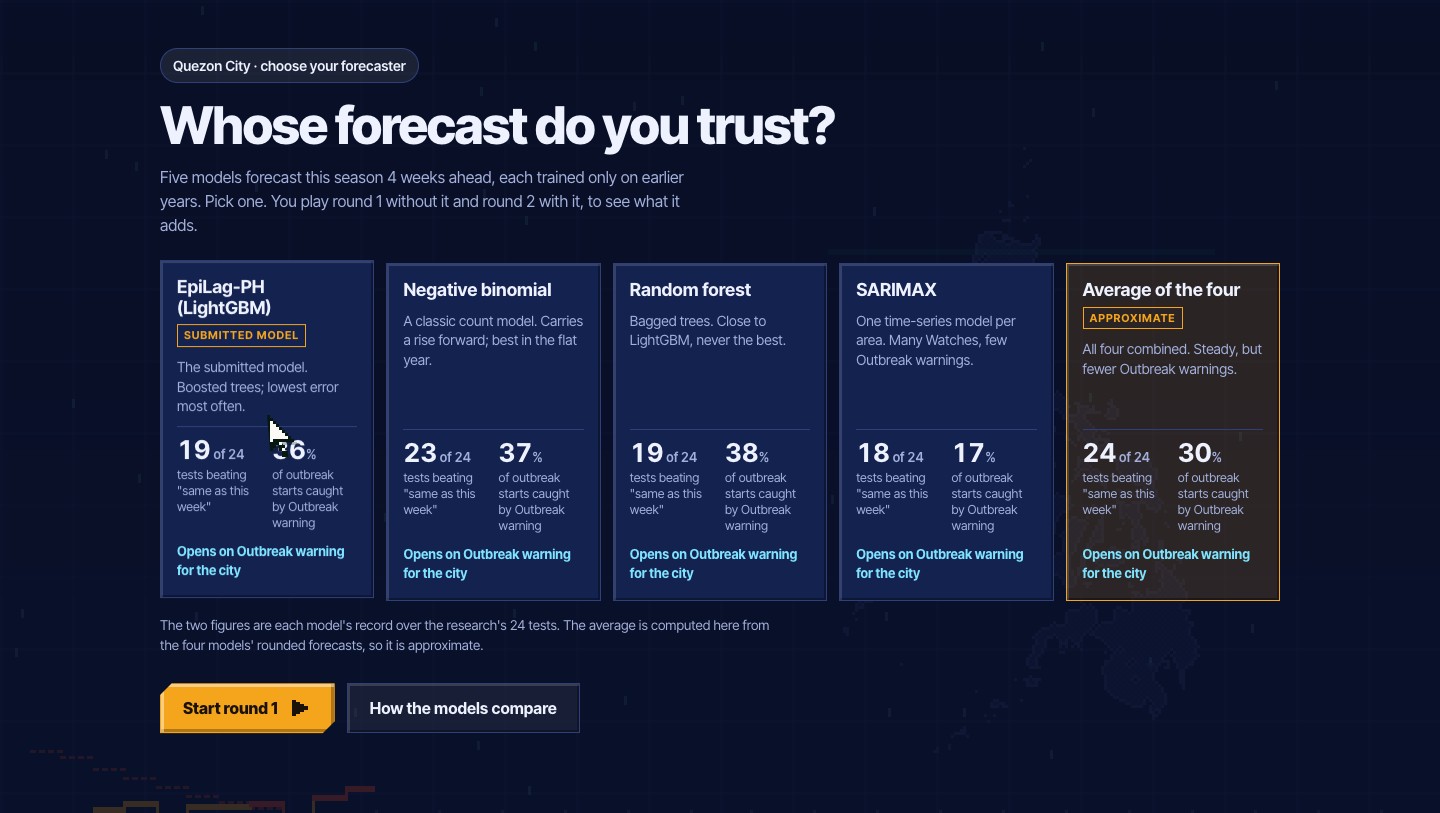 Quezon City · choose your forecaster
Whose forecast do you trust?
Five models forecast this season 4 weeks ahead, each trained only on earlier
years. Pick one. You play round 1 without it and round 2 with it, to see what it
adds.
EpiLag-PH
(LightGBM)
SUBMITTED MODEL
The submitted model.
Boosted trees; lowest error
most often.
19 of 24
tests beating
"same as this
week"
36%
of outbreak
starts caught
by Outbreak
warning
Opens on Outbreak warning
for the city
Negative binomial
A classic count model. Carries
a rise forward; best in the flat
year.
23 of 24
tests beating
"same as this
week"
37%
of outbreak
starts caught
by Outbreak
warning
Opens on Outbreak warning
for the city
Random forest
Bagged trees. Close to
LightGBM, never the best.
19 of 24
tests beating
"same as this
week"
38%
of outbreak
starts caught
by Outbreak
warning
Opens on Outbreak warning
for the city
SARIMAX
One time-series model per
area. Many Watches, few
Outbreak warnings.
18 of 24
tests beating
"same as this
week"
17%
of outbreak
starts caught
by Outbreak
warning
Opens on Outbreak warning
for the city
Average of the four
APPROXIMATE
All four combined. Steady, but
fewer Outbreak warnings.
24 of 24
tests beating
"same as this
week"
30%
of outbreak
starts caught
by Outbreak
warning
Opens on Outbreak warning
for the city
The two figures are each model's record over the research's 24 tests. The average is computed here from
the four models' rounded forecasts, so it is approximate.
Start round 1
How the models compare